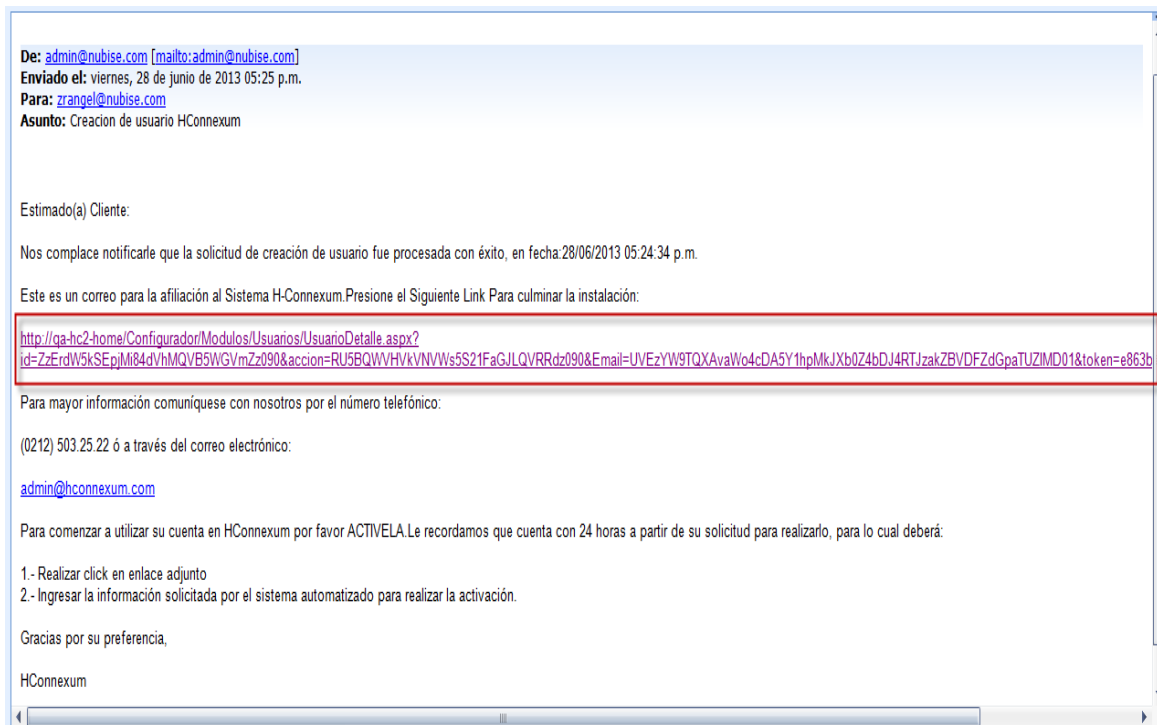 De: admin@nubise.com [mailto:admin@nubise.com]
Enviado el: viernes, 28 de junio de 2013 05:25 p.m.
Para: zrangel@nubise.com
Asunto: Creacion de usuario HConnexum
Estimado(a) Cliente:
Nos complace notificarle que la solicitud de creación de usuario fue procesada con éxito, en fecha:28/06/2013 05:24:34 p.m.
Este es un correo para la afiliación al Sistema H-Connexum.Presione el Siguiente Link Para culminar la instalación:
http://qa-hc2-home/Configurador/Modulos/Usuarios/UsuarioDetalle.aspx?
id=ZzErdW5kSEpjMi84dVhMQVB5WGVmZz090&accion=RU5BQWVHVkVNVWs5S21FaGJLQVRRdz090&Email=UVEzYW9TQXAvaWo4cDA5Y1hpMkJXb0Z4bDJ4RTJzakZBVDFZdGpaTUZIMD01&token=e863b
Para mayor información comuníquese con nosotros por el número telefónico:
(0212) 503.25.22 ó a través del correo electrónico:
admin@hconnexum.com
Para comenzar a utilizar su cuenta en HConnexum por favor ACTIVELA.Le recordamos que cuenta con 24 horas a partir de su solicitud para realizarlo, para lo cual deberá:
1.- Realizar click en enlace adjunto
2.- Ingresar la información solicitada por el sistema automatizado para realizar la activación.
Gracias por su preferencia,
HConnexum